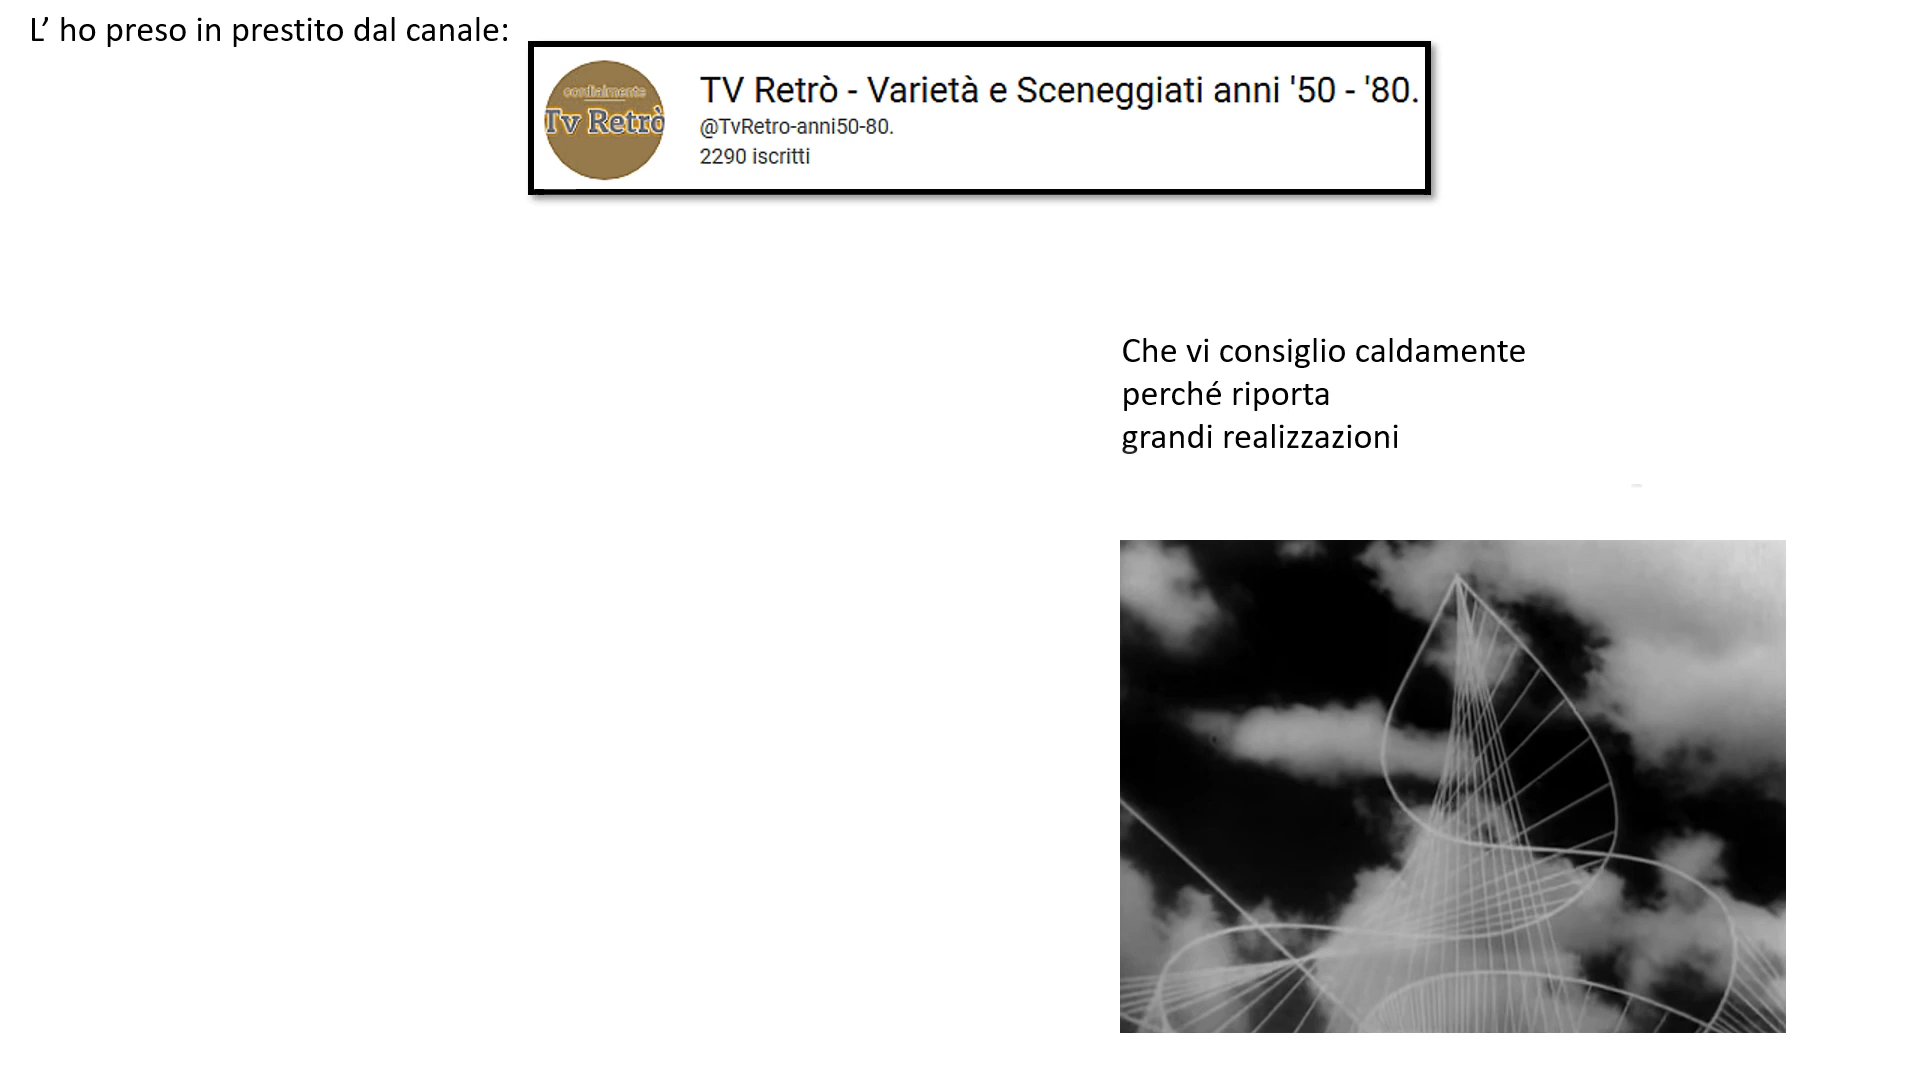 L’ ho preso in prestito dal canale:
cordialmente
Tv Retrò
TV Retrò - Varietà e Sceneggiati anni '50 - '80.
@TvRetro-anni50-80.
2290 iscritti
Che vi consiglio caldamente
perché riporta
grandi realizzazioni